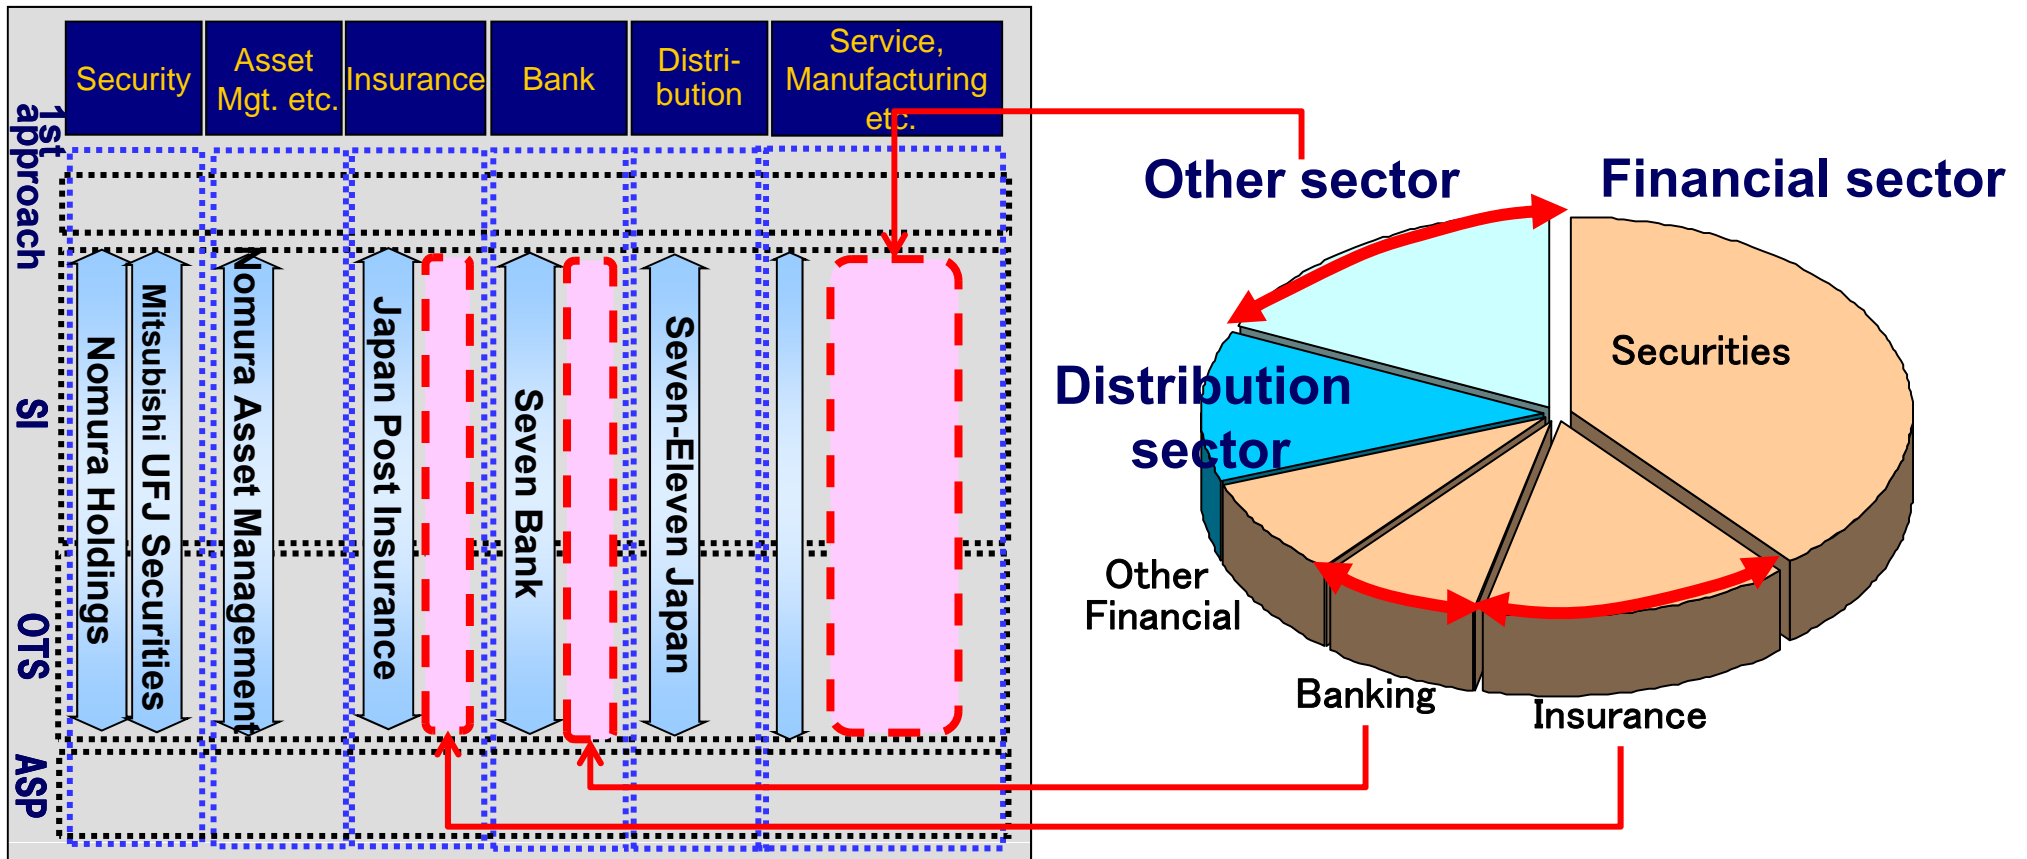 Security
Asset
Mgt. etc.
Insurance
Bank
Distri-
bution
Service,
Manufacturing
etc.
1st
approach
SI
OTS
ASP
Nomura Holdings
Mitsubishi UFJ Securities
Nomura Asset Management
Japan Post Insurance
Seven Bank
Seven-Eleven Japan
Other sector
Financial sector
Securities
Distribution
sector
Other
Financial
Banking
Insurance